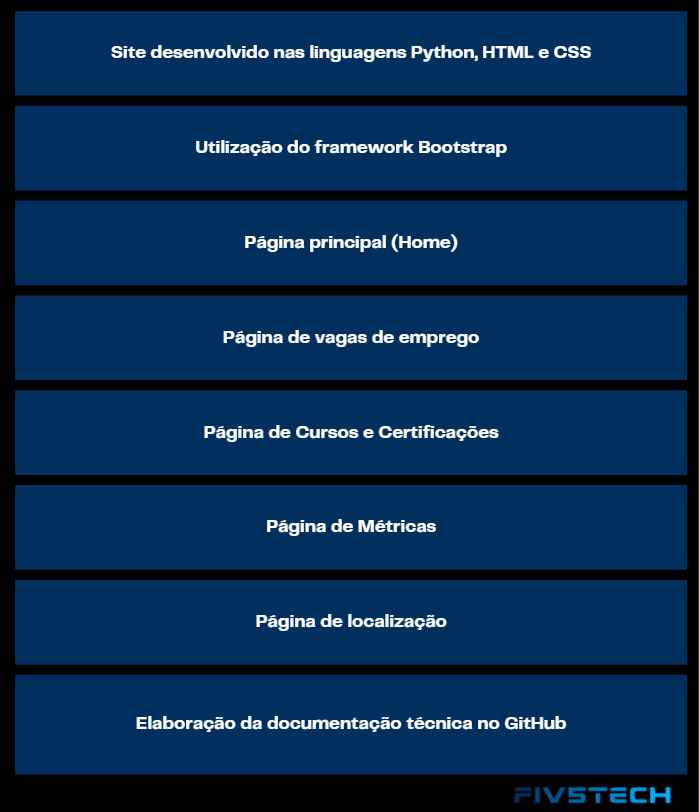 Site desenvolvido nas linguagens Python, HTML e CSS
Utilização do framework Bootstrap
Página principal (Home)
Página de vagas de emprego
Página de Cursos e Certificações
Página de Métricas
Página de localização
Elaboração da documentação técnica no GitHub
FIV5TECH